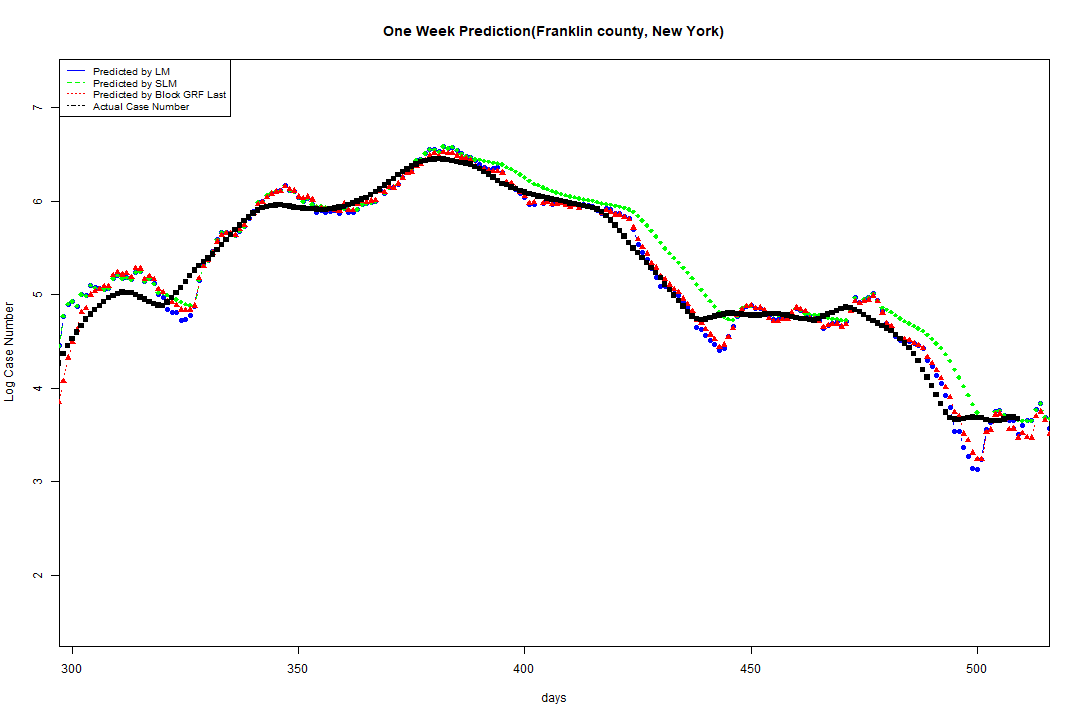 One Week Prediction(Franklin county, New York)
Predicted by LM
Predicted by SLM
Predicted by Block GRF Last
Actual Case Number
7
6
5
4
3
2
Log Case Number
300 350 400 450 500
days